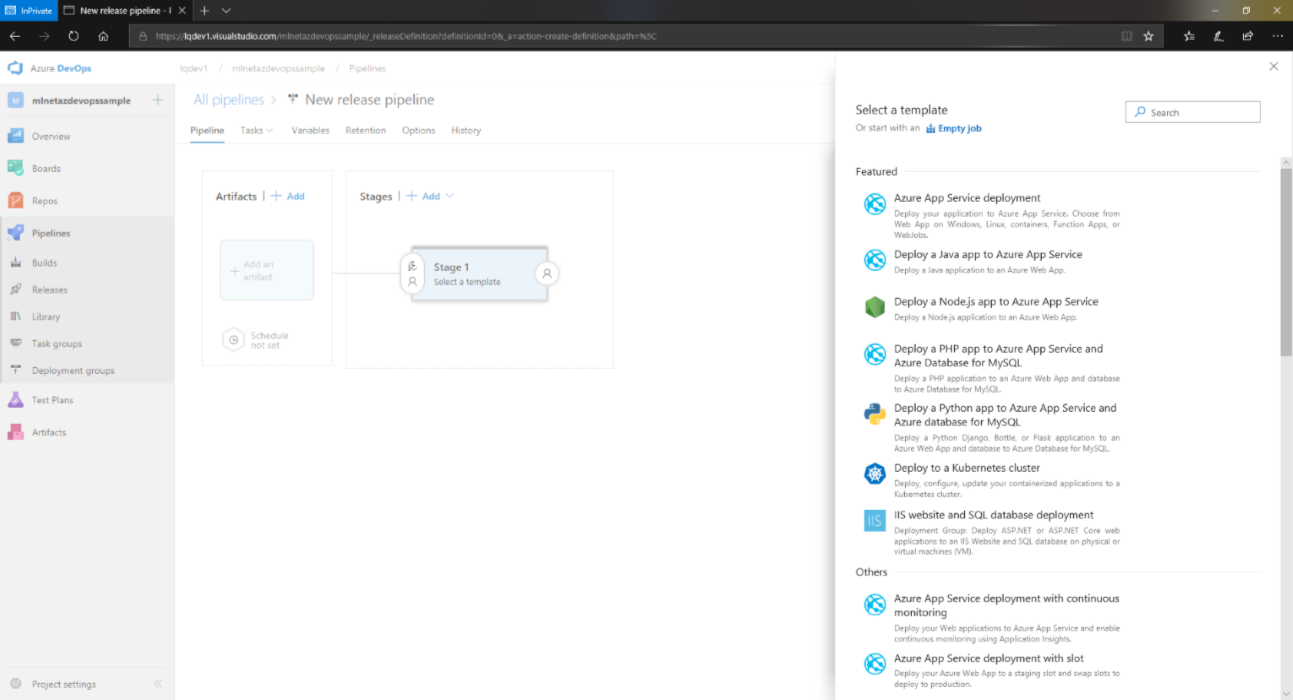 InPrivate
New release pipeline - 
https://lqdev1.visualstudio.com/mlnetazdevopssample/_releaseDefinition?definitionId=0&_a=action-create-definition&path=%5C
Azure DevOps
lqdev1 / mlnetazdevopssample / Pipelines
mlnetazdevopssample
All pipelines > New release pipeline
Pipeline Tasks Variables Retention Options History
Overview
Boards
Repos
Pipelines
Builds
Releases
Library
Task groups
Deployment groups
Test Plans
Artifacts
Project settings
Artifacts | + Add
Add an
artifact
Schedule
not set
Stages | + Add
Stage 1
Select a template
Select a template
Or start with an Empty job
Search
Featured
Azure App Service deployment
Deploy your application to Azure App Service. Choose from
Web App on Windows, Linux, containers, Function Apps, or
WebJobs.
Deploy a Java app to Azure App Service
Deploy a Java application to an Azure Web App.
Deploy a Node.js app to Azure App Service
Deploy a Node.js application to an Azure Web App.
Deploy a PHP app to Azure App Service and
Azure Database for MySQL
Deploy a PHP application to an Azure Web App and database
to Azure Database for MySQL.
Deploy a Python app to Azure App Service and
Azure database for MySQL
Deploy a Python Django, Bottle, or Flask application to an
Azure Web App and database to Azure Database for MySQL.
Deploy to a Kubernetes cluster
Deploy, configure, update your containerized applications to a
Kubernetes cluster.
IIS
IIS website and SQL database deployment
Deployment Group: Deploy ASP.NET or ASP.NET Core web
applications to an IIS Website and SQL database on physical or
virtual machines (VM).
Others
Azure App Service deployment with continuous
monitoring
Deploy your Web applications to Azure App Service and enable
continuous monitoring using Application Insights.
Azure App Service deployment with slot
Deploy your Azure Web App to a staging slot and swap slots to
deploy to production.